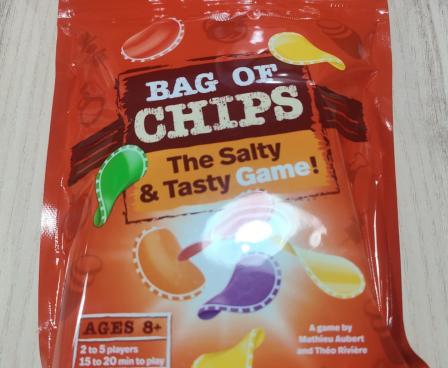 BAG OF
CHIPS
The Salty
& Tasty Game!
AGES 8+
2 to 5 players
15 to 20 min to play
A game by
Mathieu Aubert
and Théo Rivière